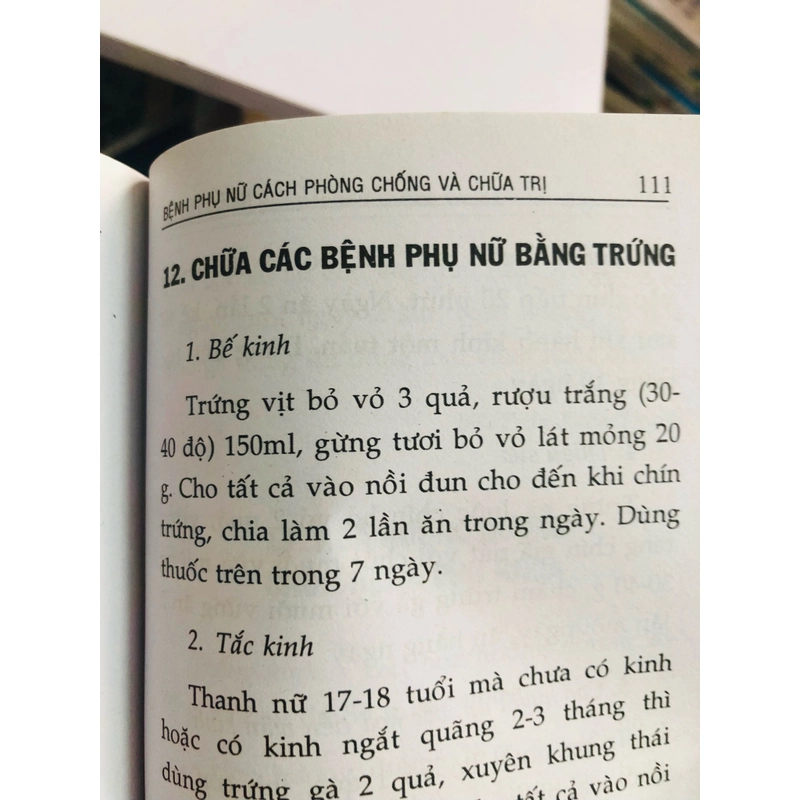 BỆNH PHỤ NỮ CÁCH PHÒNG CHỐNG VÀ CHỮA TRỊ 111
12. CHỮA CÁC BỆNH PHỤ NỮ BẰNG TRỨNG
1. Bế kinh
Trứng vịt bỏ vỏ 3 quả, rượu trắng (30-
40 độ) 150ml, gừng tươi bỏ vỏ lát mỏng 20
g. Cho tất cả vào nồi đun cho đến khi chín
trứng, chia làm 2 lần ăn trong ngày. Dùng
thuốc trên trong 7 ngày.
2. Tắc kinh
Thanh nữ 17-18 tuổi mà chưa có kinh
hoặc có kinh ngắt quãng 2-3 tháng thì
dùng trứng gà 2 quả, xuyên khung thái
tất cả vào nồi